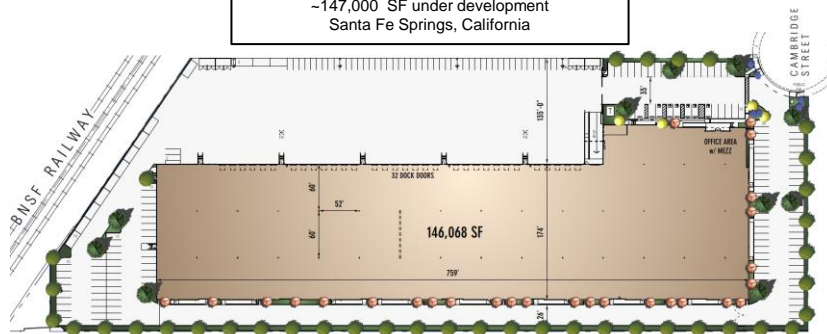 ~147,000 SF under development
Santa Fe Springs, California
CAMBRIDGE
STREET
BNSF RAILWAY
135'-0"
35'
OFFICE AREA
w/ MEZZ
32 DOCK DOORS
60'
52'
60'
146,068 SF
174'
759'
26'